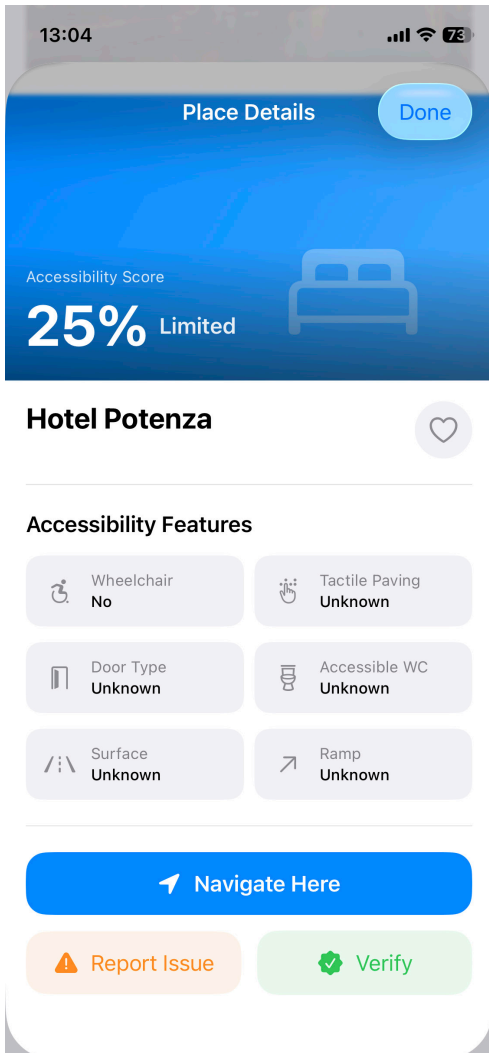 13:04
73
Place Details
Done
Accessibility Score
25% Limited
Hotel Potenza
Accessibility Features
Wheelchair
No
Tactile Paving
Unknown
Door Type
Unknown
Accessible WC
Unknown
Surface
Unknown
Ramp
Unknown
Navigate Here
Report Issue
Verify